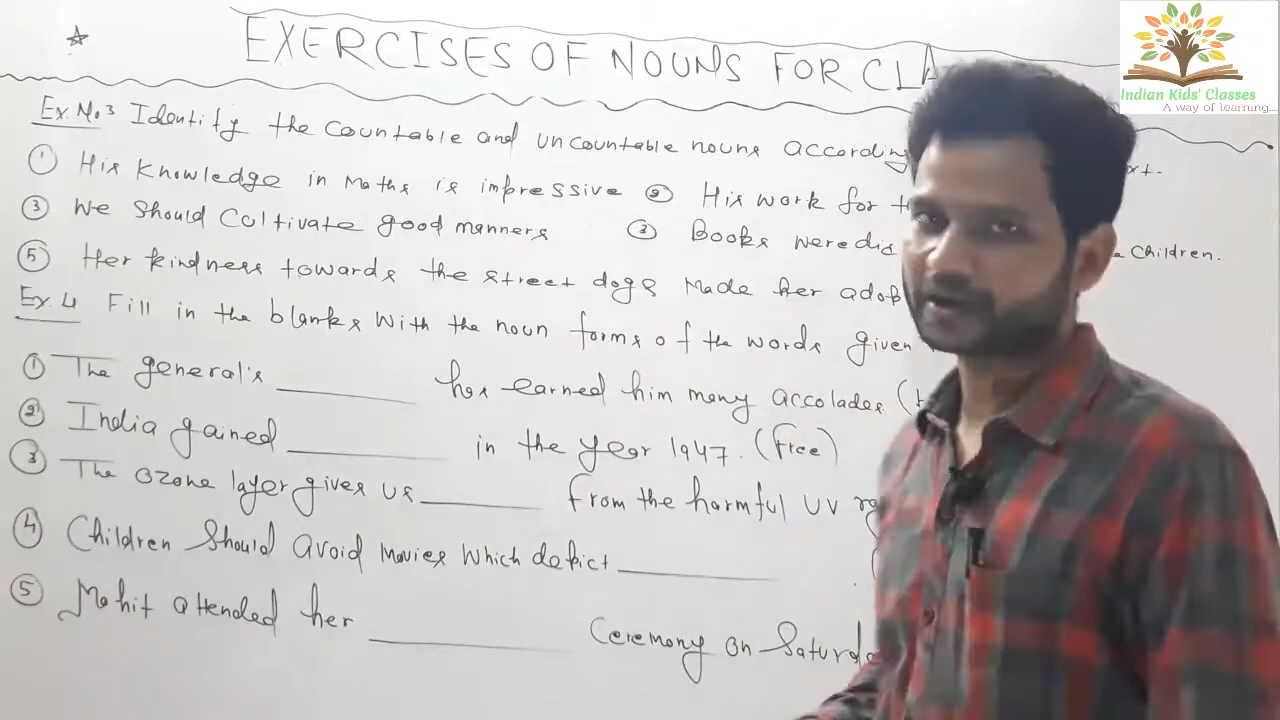 EXERCISES OF NOUNS FOR CLA
Indian Kids' Classes
A way of learning...
Ex. No. 3 Identify the countable and uncountable nouns according
① His knowledge in Maths is impressive ② His work for
③ We should cultivate good manners ③ Books were dis children.
⑤ Her kindness towards the street dogs made her adop
Ex. 4 Fill in the blanks with the noun forms of the words given
① The general's ________ has earned him many accolades (
② India gained ________ in the year 1947. (free)
③ The ozone layer gives us ________ from the harmful UV
④ Children should avoid movies which depict ________ . (
⑤ Mohit attended her ________ ceremony on Saturda